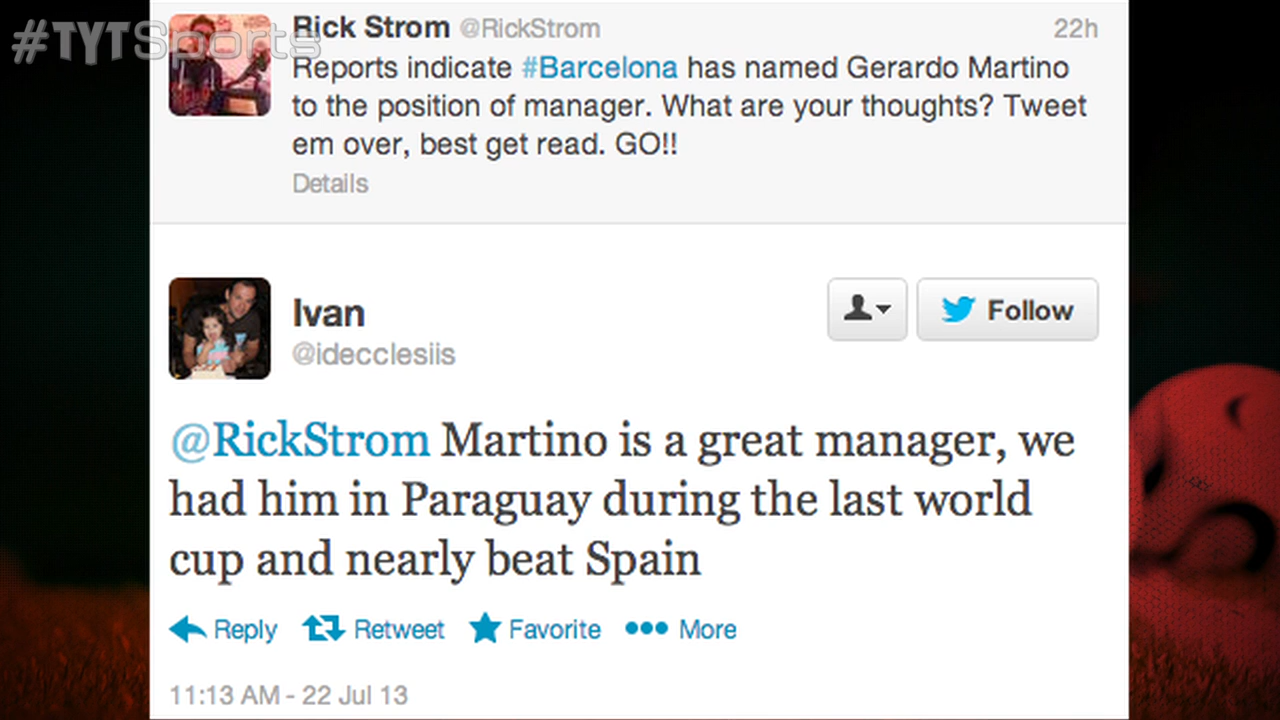 #TYTSports
Rick Strom @RickStrom 22h
Reports indicate #Barcelona has named Gerardo Martino
to the position of manager. What are your thoughts? Tweet
em over, best get read. GO!!
Details
Ivan
@idecclesiis
Follow
@RickStrom Martino is a great manager, we
had him in Paraguay during the last world
cup and nearly beat Spain
Reply Retweet Favorite More
11:13 AM - 22 Jul 13